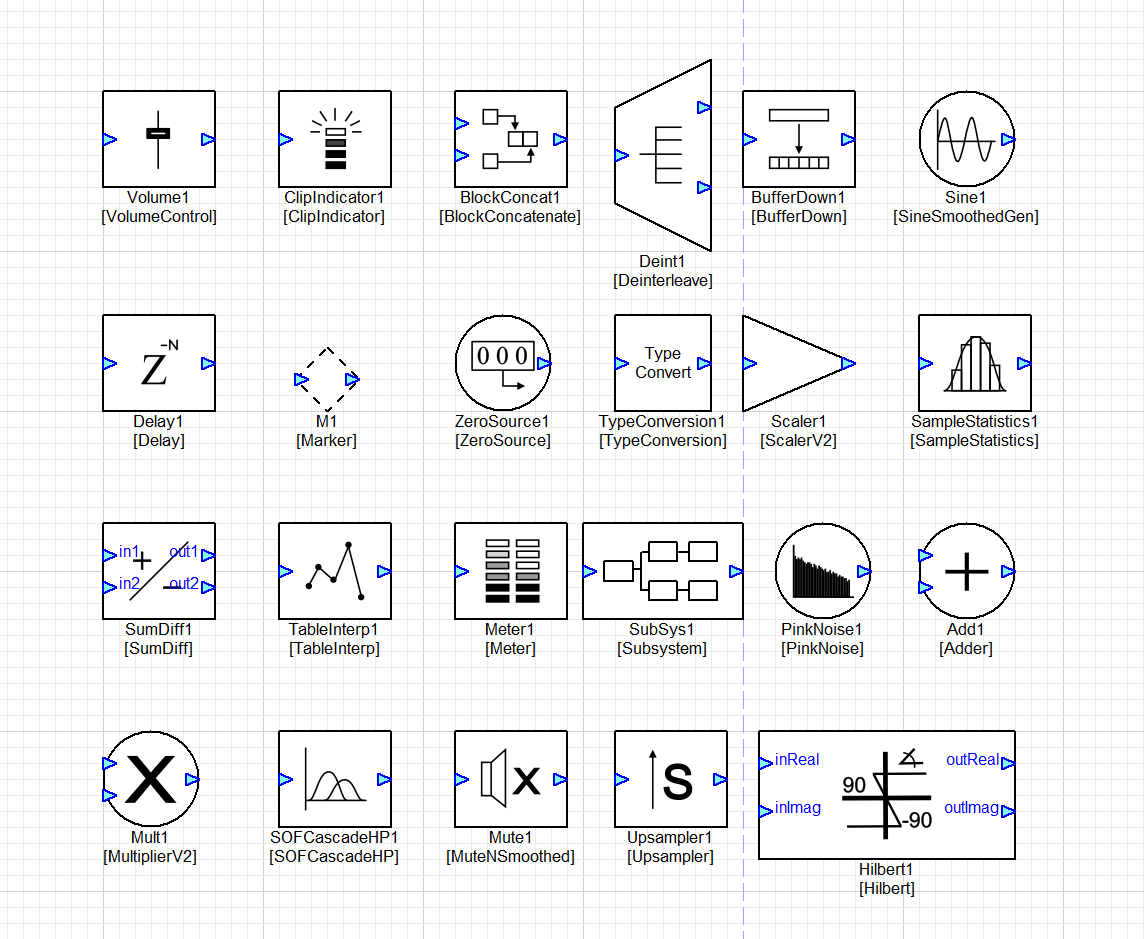 Volume1
[VolumeControl]
ClipIndicator1
[ClipIndicator]
BlockConcat1
[BlockConcatenate]
Deint1
[Deinterleave]
BufferDown1
[BufferDown]
Sine1
[SineSmoothedGen]
Z-N
Delay1
[Delay]
M1
[Marker]
000
ZeroSource1
[ZeroSource]
Type
Convert
TypeConversion1
[TypeConversion]
Scaler1
[ScalerV2]
SampleStatistics1
[SampleStatistics]
in1 + out1
in2 − out2
SumDiff1
[SumDiff]
TableInterp1
[TableInterp]
Meter1
[Meter]
SubSys1
[Subsystem]
PinkNoise1
[PinkNoise]
+
Add1
[Adder]
X
Mult1
[MultiplierV2]
SOFCascadeHP1
[SOFCascadeHP]
X
Mute1
[MuteNSmoothed]
S
Upsampler1
[Upsampler]
inReal outReal
90
inImag outImag
-90
Hilbert1
[Hilbert]